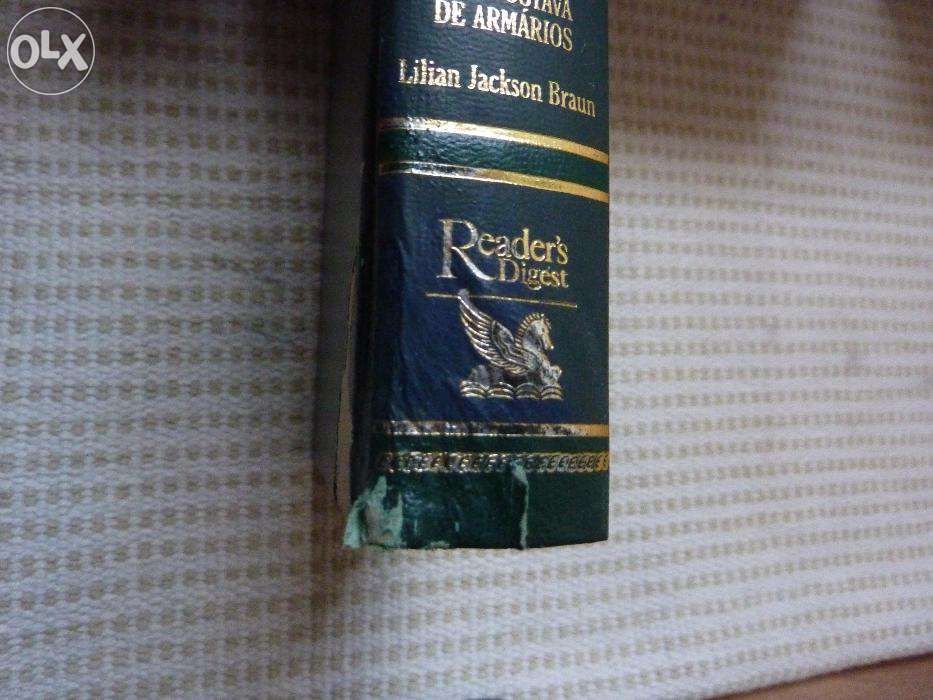 OLX
DE ARMÁRIOS
Lilian Jackson Braun
Reader's
Digest